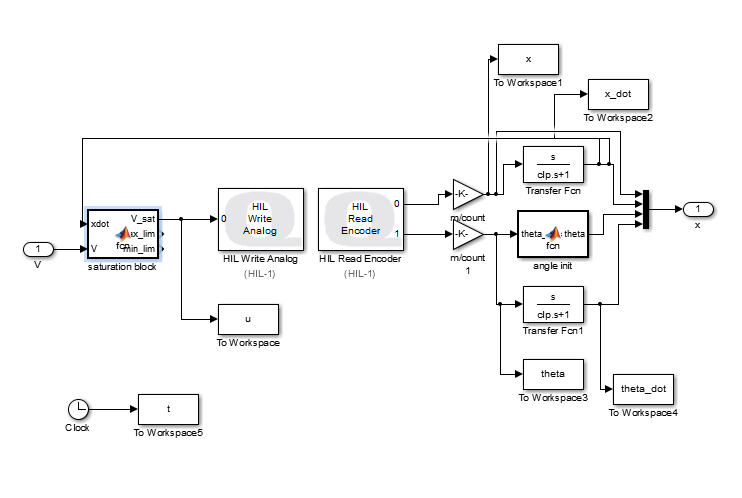 x
To Workspace1
x_dot
To Workspace2
s
clp.s+1
Transfer Fcn
xdot
V
fcn
V_sat
ix_lim
min_lim
saturation block
1
V
0
HIL
Write
Analog
HIL Write Analog
(HIL-1)
HIL
Read
Encoder
0
1
HIL Read Encoder
(HIL-1)
-K-
m/count
-K-
m/count
1
theta_
theta
fcn
angle init
1
x
s
clp.s+1
Transfer Fcn1
u
To Workspace
theta
To Workspace3
theta_dot
To Workspace4
Clock
t
To Workspace5